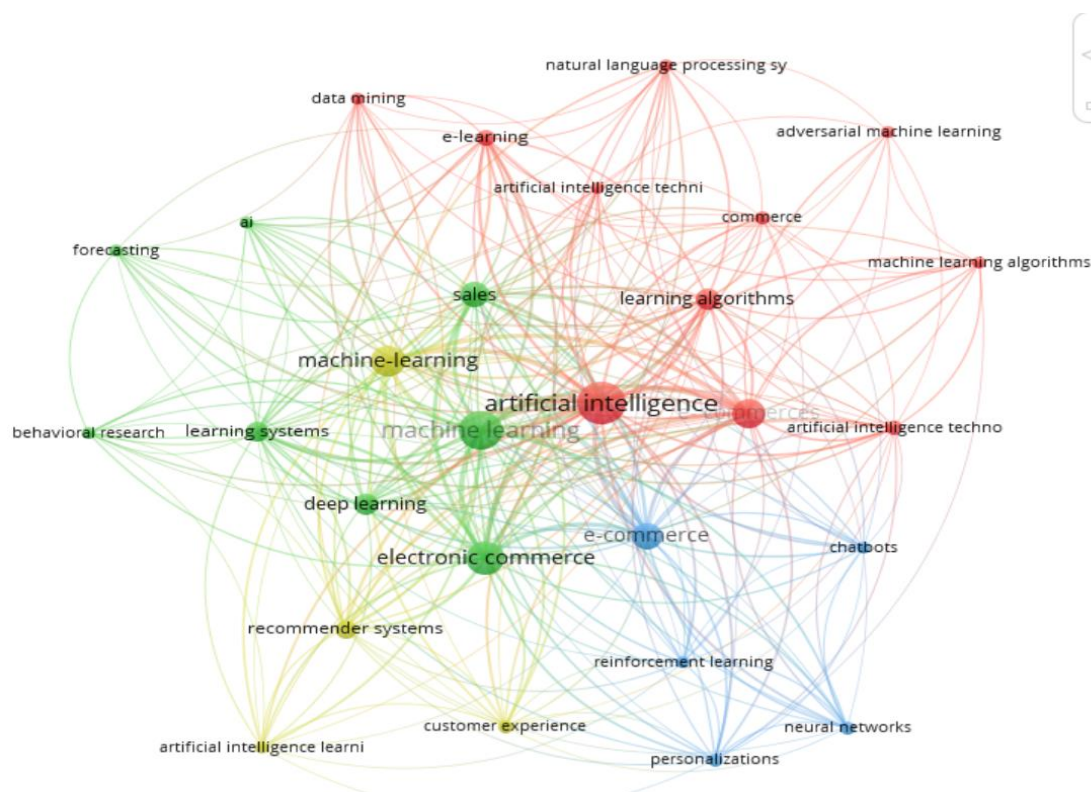 natural language processing sy
data mining
adversarial machine learning
e-learning
artificial intelligence techni
commerce
ai
forecasting
machine learning algorithms
sales
learning algorithms
machine-learning
artificial intelligence
machine learning
artificial intelligence techno
behavioral research
learning systems
deep learning
e-commerce
chatbots
electronic commerce
recommender systems
reinforcement learning
customer experience
neural networks
artificial intelligence learni
personalizations